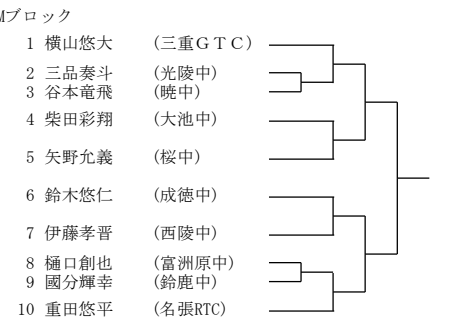 Mブロック
1 横山悠大 (三重ＧＴＣ)
2 三品奏斗 (光陵中)
3 谷本竜飛 (暁中)
4 柴田彩翔 (大池中)
5 矢野允義 (桜中)
6 鈴木悠仁 (成徳中)
7 伊藤孝晋 (西陵中)
8 樋口創也 (富洲原中)
9 國分輝幸 (鈴鹿中)
10 重田悠平 (名張RTC)